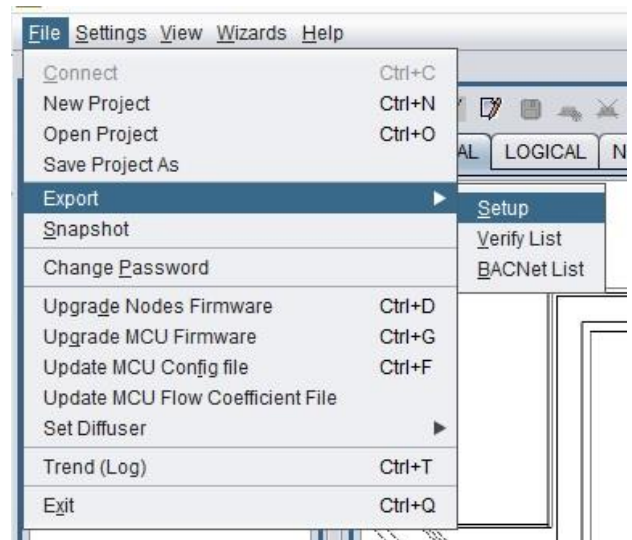 File Settings View Wizards Help
Connect Ctrl+C
New Project Ctrl+N
Open Project Ctrl+O
Save Project As
AL LOGICAL N
Export
Setup
Snapshot
Verify List
BACNet List
Change Password
Upgrade Nodes Firmware Ctrl+D
Upgrade MCU Firmware Ctrl+G
Update MCU Config file Ctrl+F
Update MCU Flow Coefficient File
Set Diffuser
Trend (Log) Ctrl+T
Exit Ctrl+Q